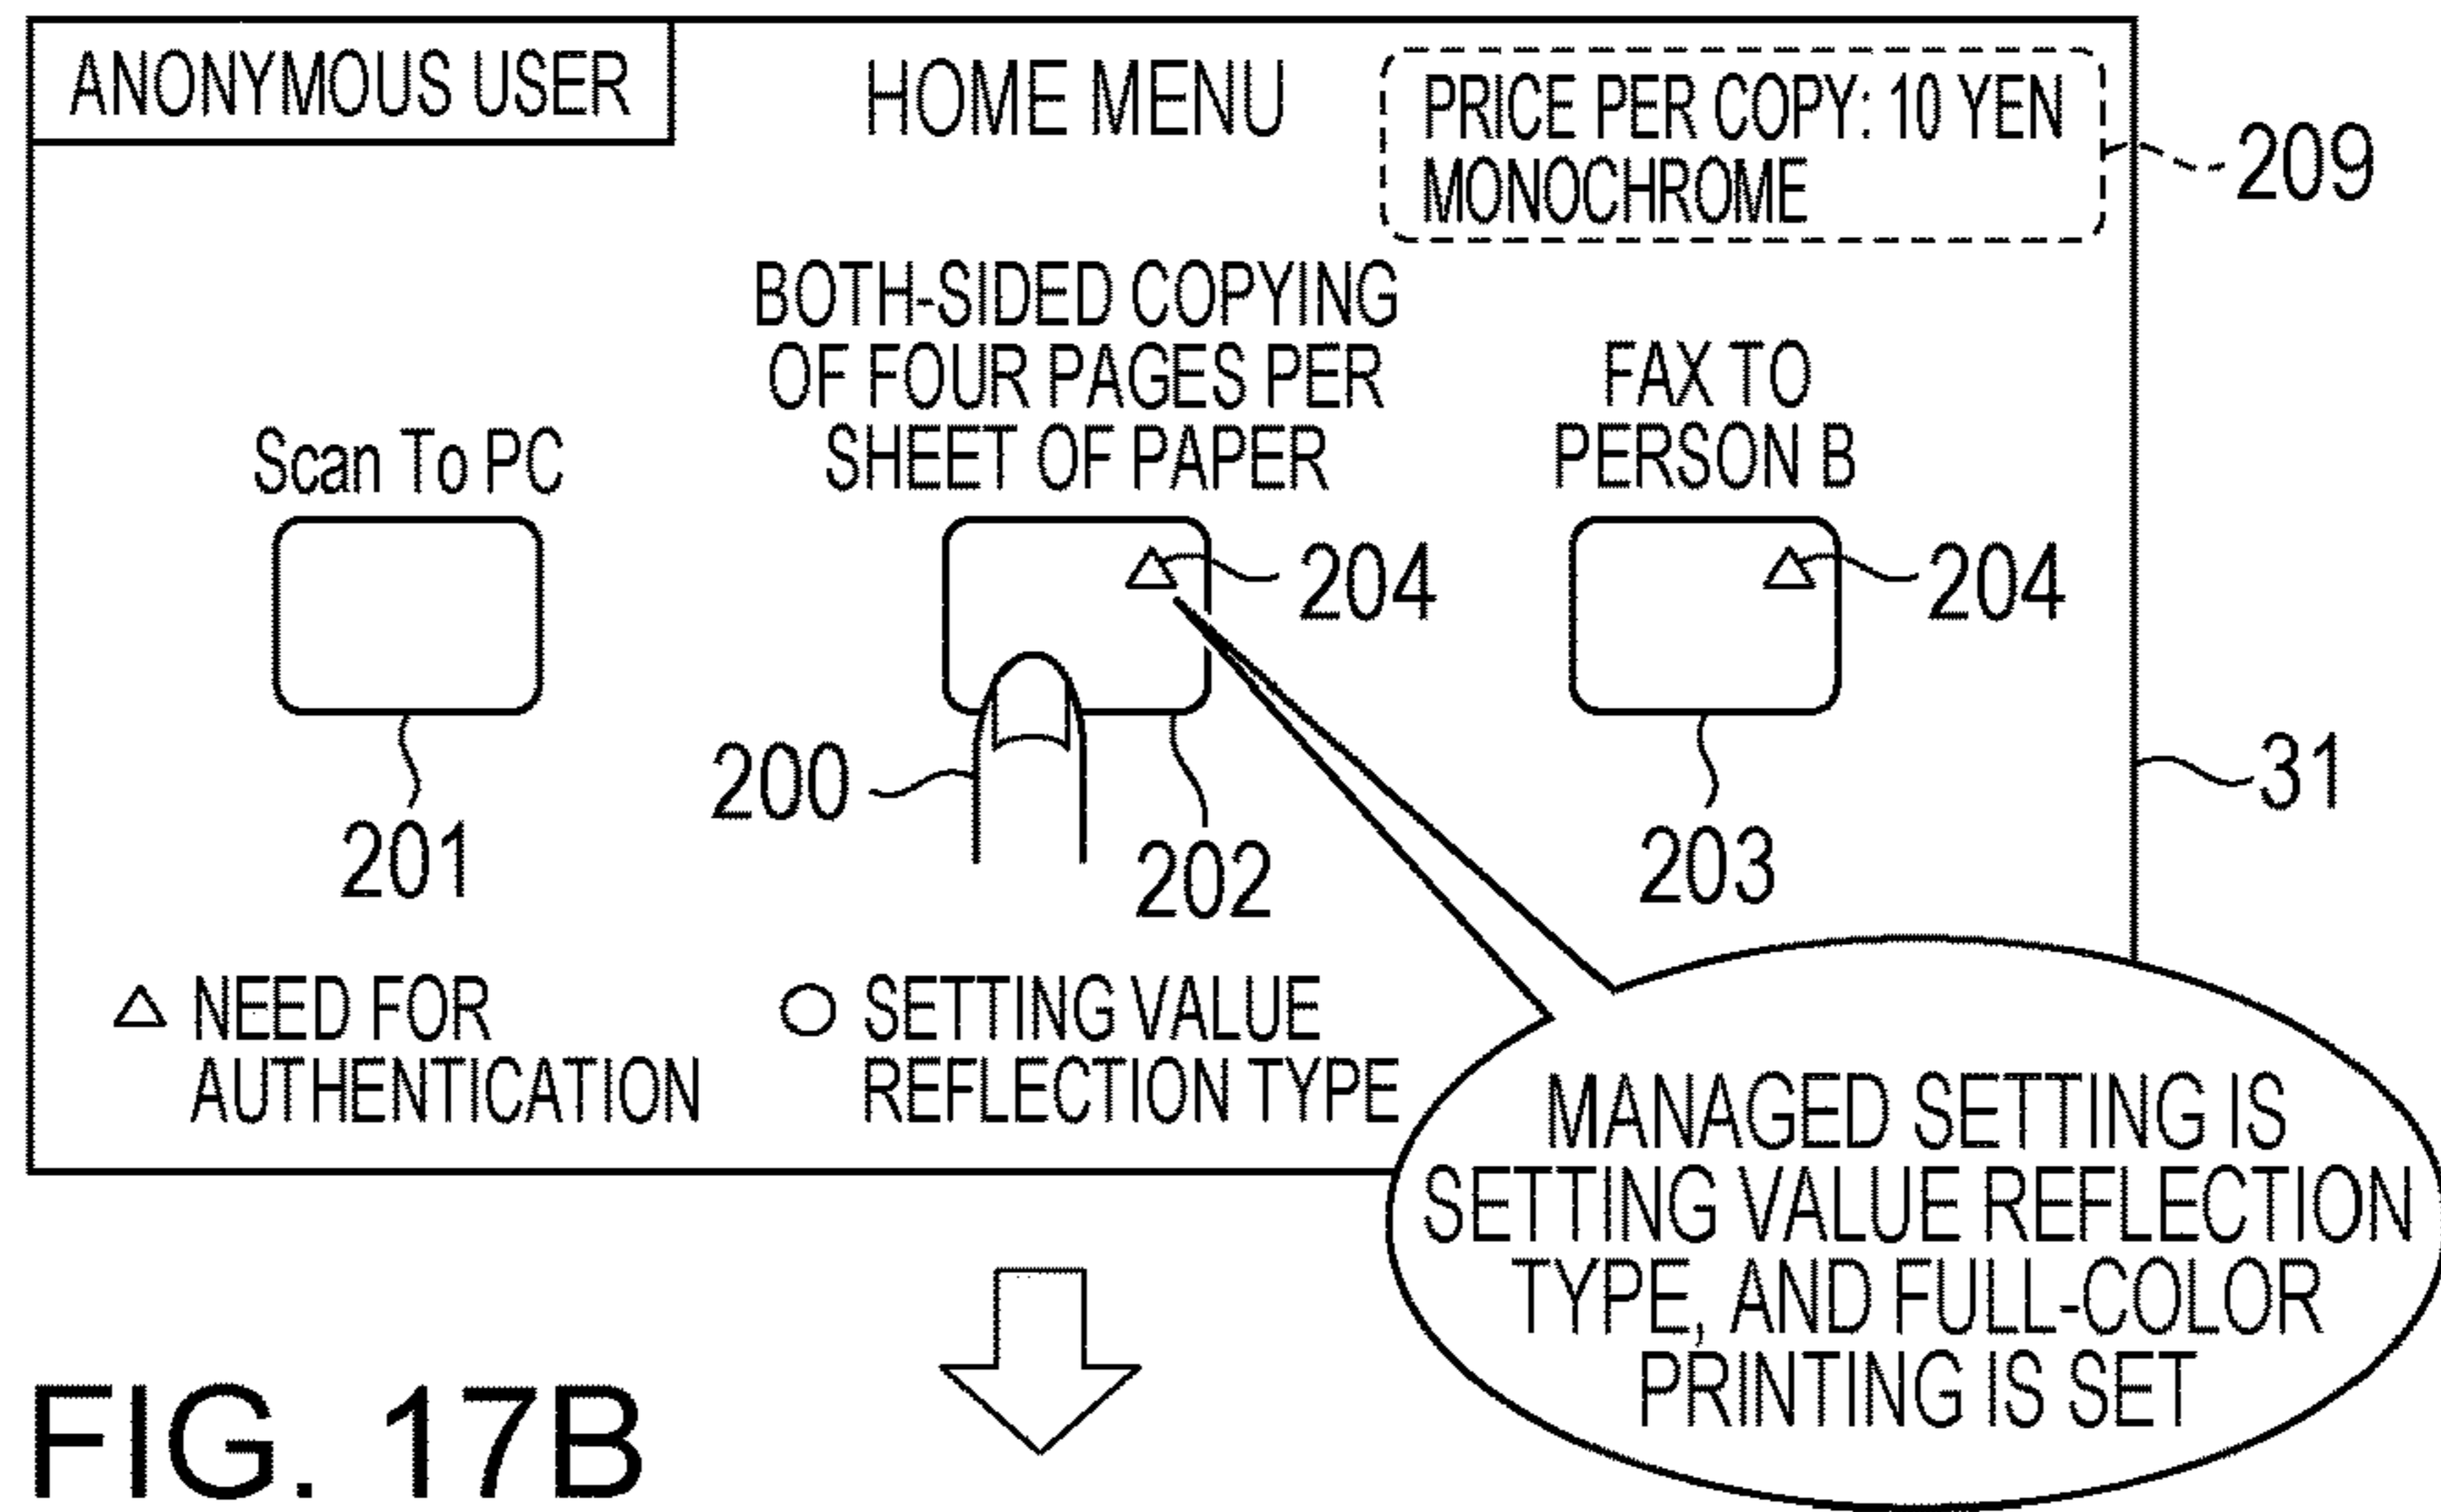 ANONYMOUS USER
HOME MENU
PRICE PER COPY: 10 YEN
MONOCHROME
209
BOTH-SIDED COPYING
OF FOUR PAGES PER
SHEET OF PAPER
FAX TO
PERSON B
Scan To PC
204
204
200
31
201
202
203
△ NEED FOR
AUTHENTICATION
○ SETTING VALUE
REFLECTION TYPE
MANAGED SETTING IS
SETTING VALUE REFLECTION
TYPE, AND FULL-COLOR
PRINTING IS SET
FIG. 17B